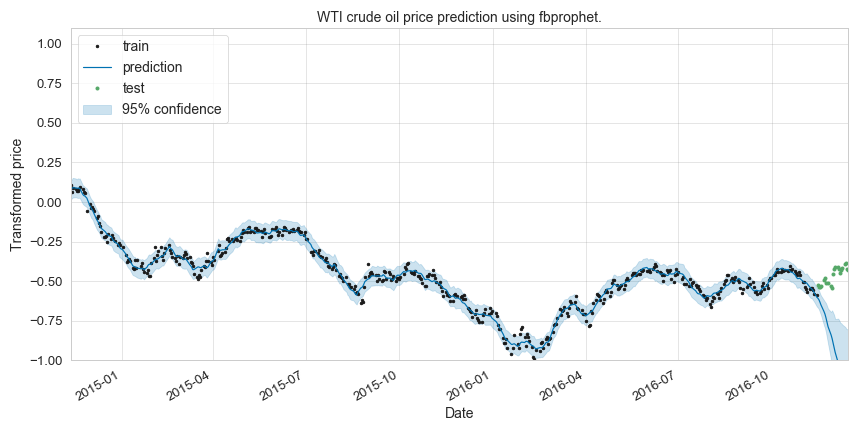 WTI crude oil price prediction using fbprophet.
train
prediction
test
95% confidence
Transformed price
1.00
0.75
0.50
0.25
0.00
−0.25
−0.50
−0.75
−1.00
2015-01
2015-04
2015-07
2015-10
2016-01
2016-04
2016-07
2016-10
Date